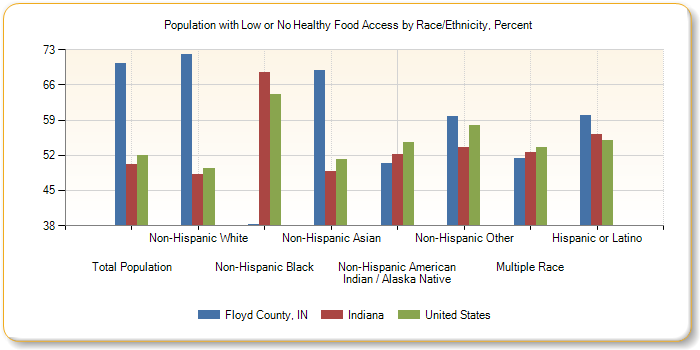 Population with Low or No Healthy Food Access by Race/Ethnicity, Percent
73
66
59
52
45
38
Non-Hispanic White
Non-Hispanic Asian
Non-Hispanic Other
Hispanic or Latino
Total Population
Non-Hispanic Black
Non-Hispanic American
Indian / Alaska Native
Multiple Race
Floyd County, IN
Indiana
United States